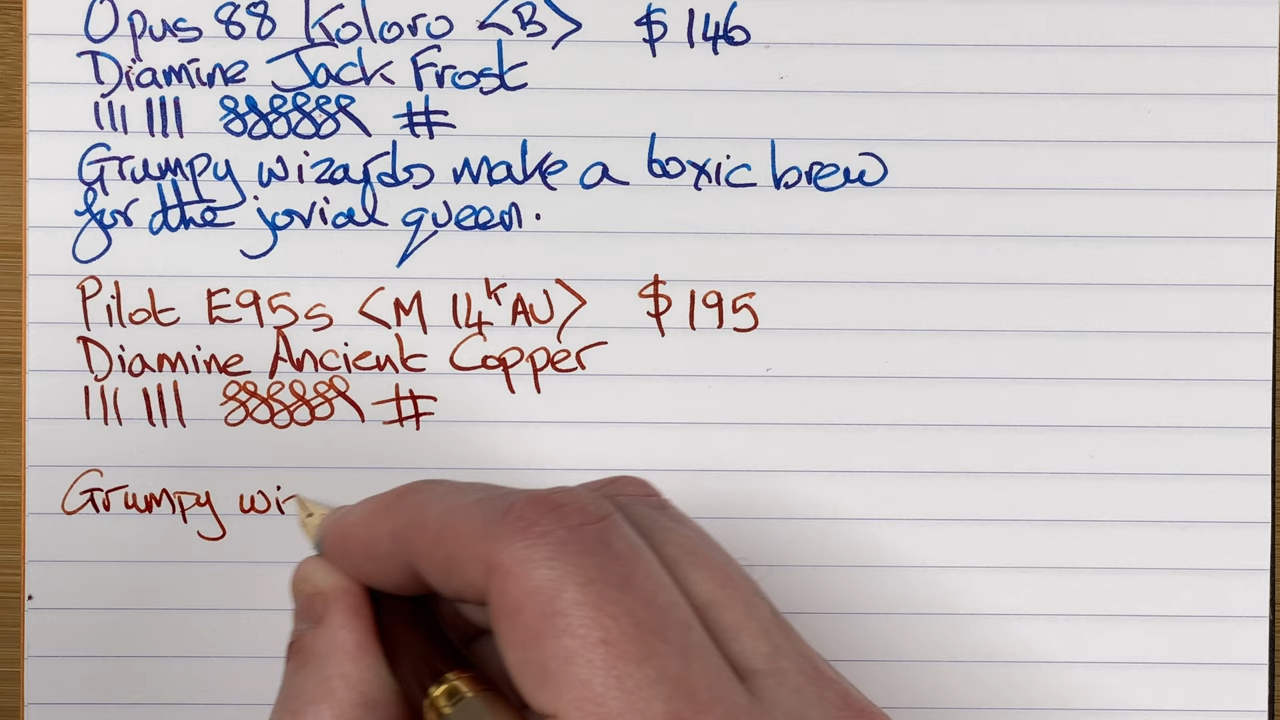 Opus 88 Koloro <B> $146
Diamine Jack Frost
||| ||| 888888 #
Grumpy wizards make a toxic brew
for the jovial queen.
Pilot E95s <M 14K AU> $195
Diamine Ancient Copper
||| ||| 888888 #
Grumpy wi